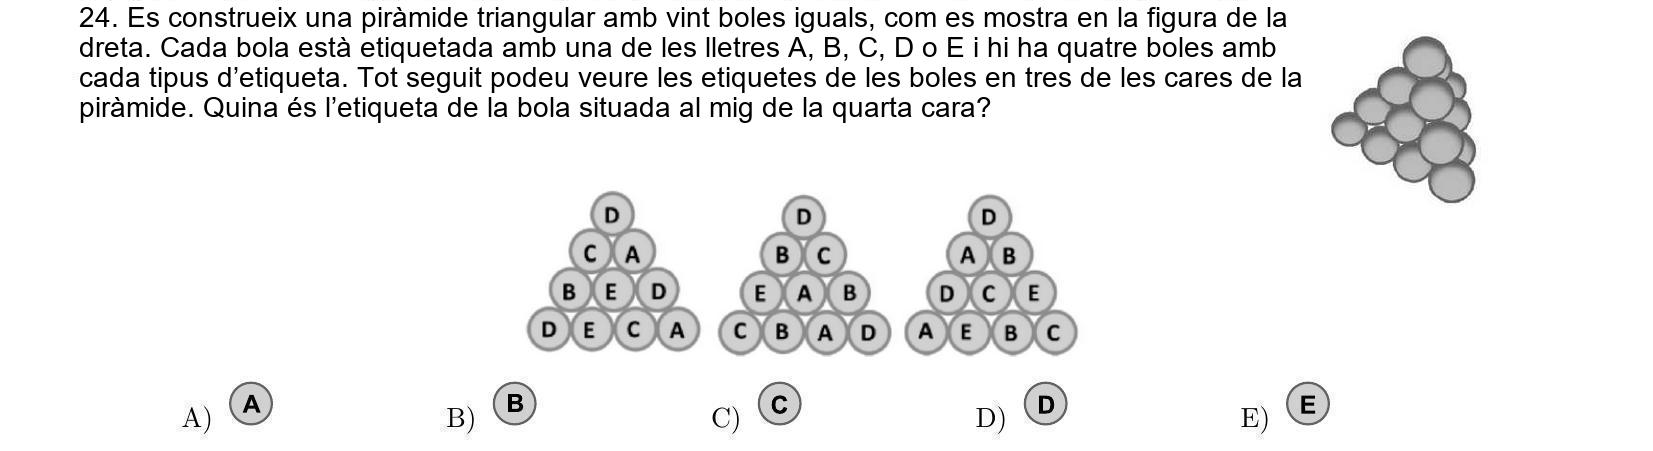 24. Es construeix una piràmide triangular amb vint boles iguals, com es mostra en la figura de la
dreta. Cada bola està etiquetada amb una de les lletres A, B, C, D o E i hi ha quatre boles amb
cada tipus d’etiqueta. Tot seguit podeu veure les etiquetes de les boles en tres de les cares de la
piràmide. Quina és l’etiqueta de la bola situada al mig de la quarta cara?
D
C A
B E D
D E C A
D
B C
E A B
C B A D
D
A B
D C E
A E B C
A) A
B) B
C) C
D) D
E) E